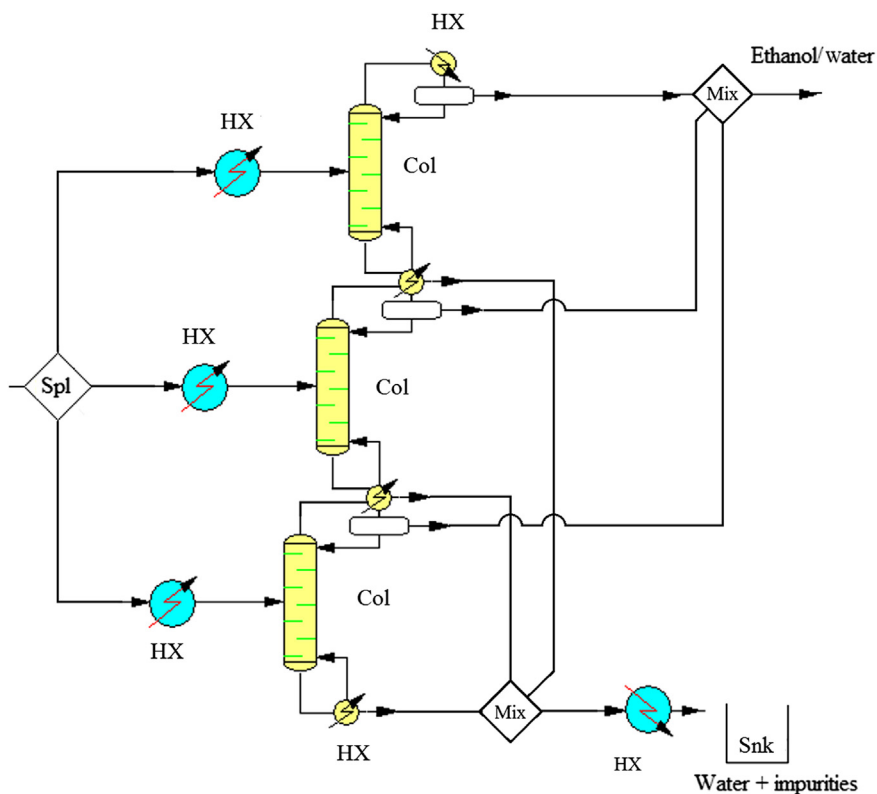 HX
Ethanol/water
Mix
HX
Col
HX
Spl
Col
Col
HX
Mix
HX
HX
Snk
Water + impurities